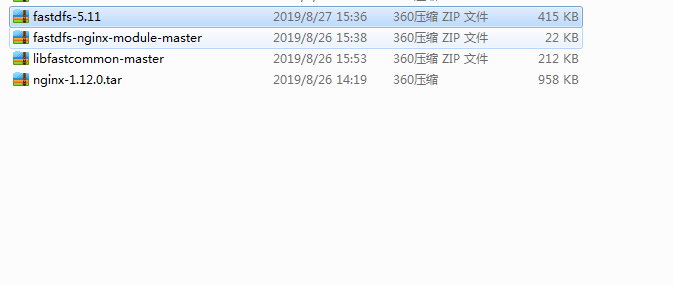 fastdfs-5.11 2019/8/27 15:36 360压缩 ZIP 文件 415 KB
fastdfs-nginx-module-master 2019/8/26 15:38 360压缩 ZIP 文件 22 KB
libfastcommon-master 2019/8/26 15:53 360压缩 ZIP 文件 212 KB
nginx-1.12.0.tar 2019/8/26 14:19 360压缩 958 KB